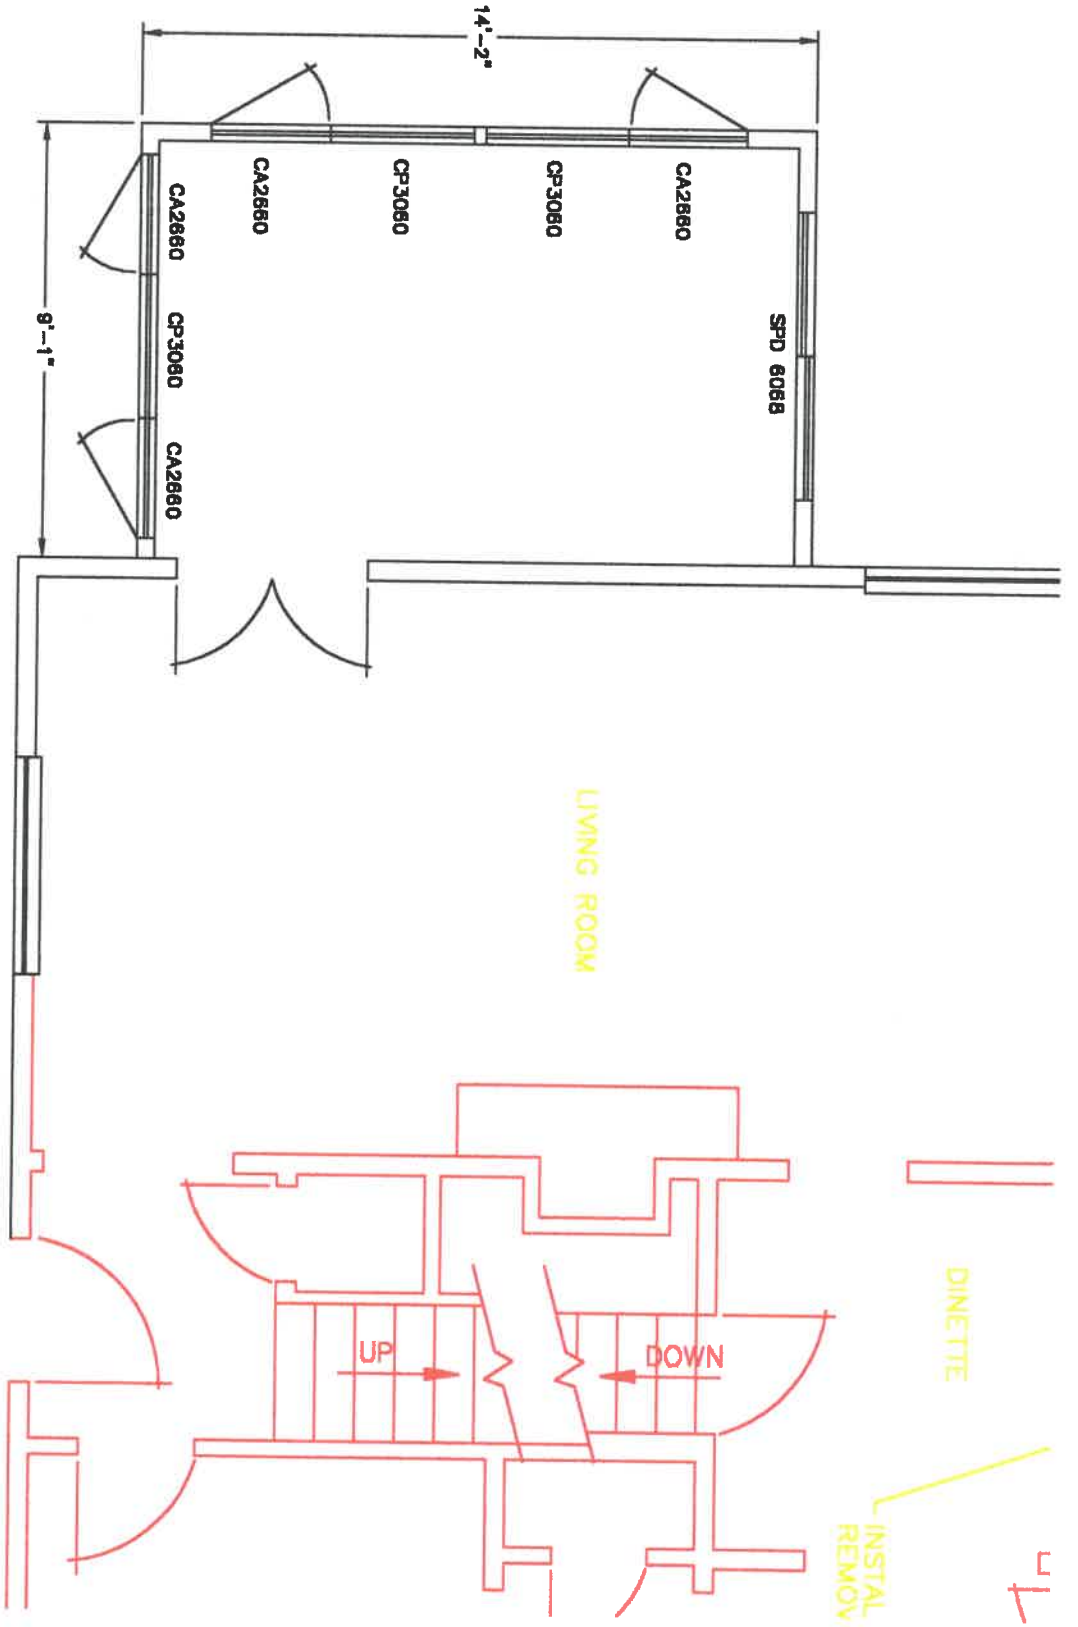 14'-2"
9'-1"
CA2660
CP3060
CP3060
CA2660
SPD 6068
CA2660
CP3060
CA2660
LIVING ROOM
DINETTE
UP
DOWN
INSTAL
REMOV